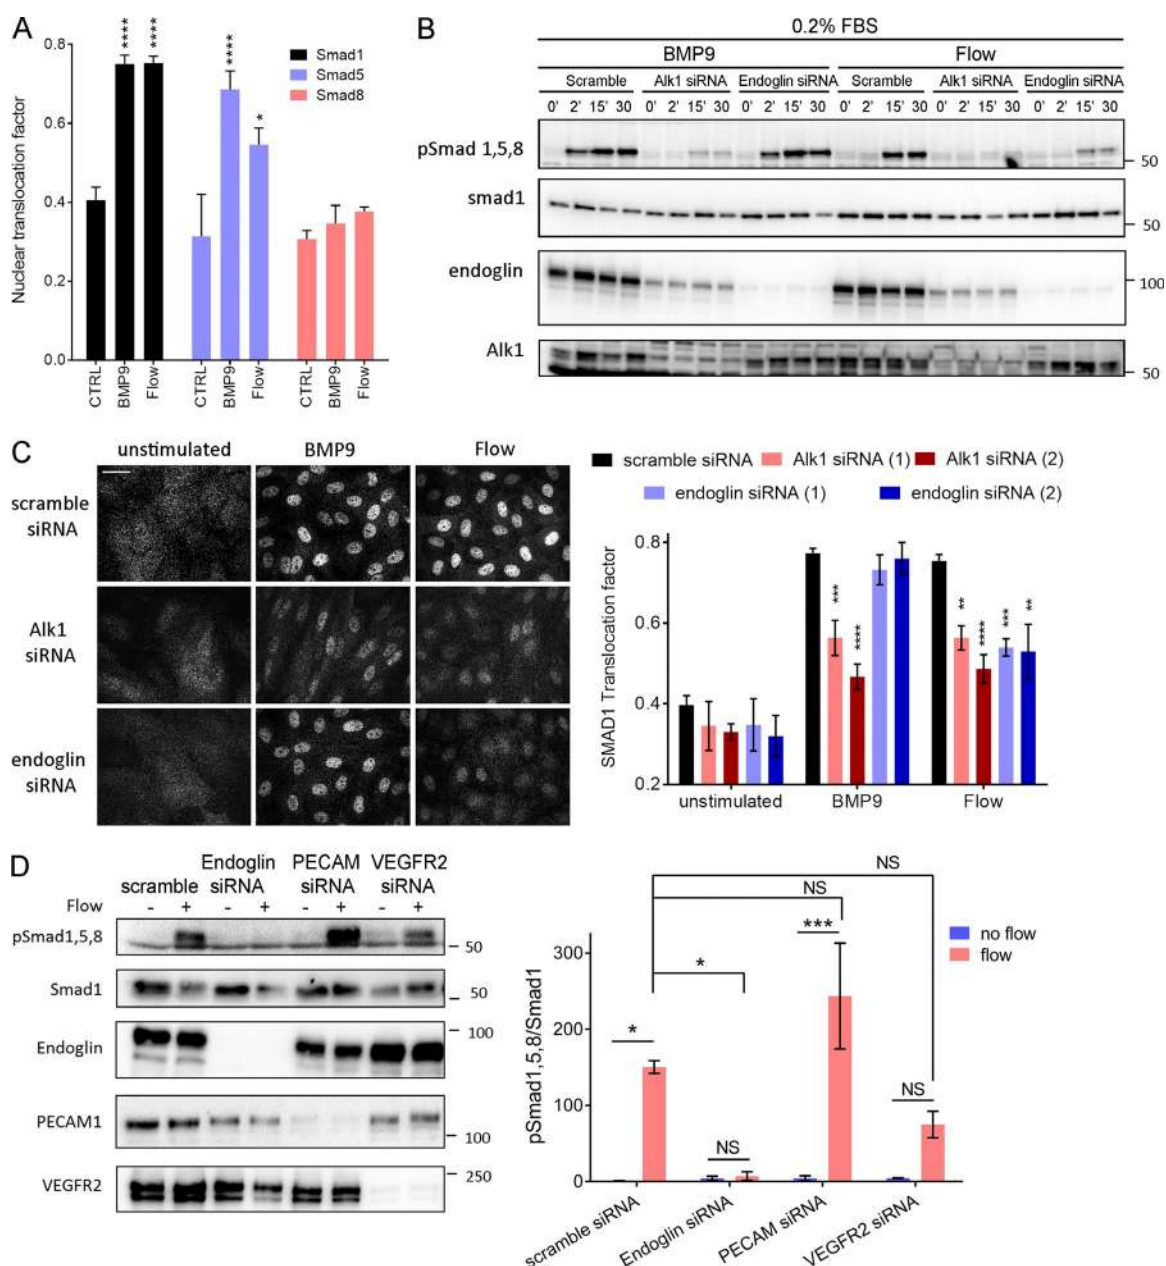 A
Nuclear translocation factor
0.8
0.6
0.4
0.2
0.0
**** **** **** *
Smad1
Smad5
Smad8
CTRL BMP9 Flow CTRL BMP9 Flow CTRL BMP9 Flow
B
0.2% FBS
BMP9 Flow
Scramble Alk1 siRNA Endoglin siRNA Scramble Alk1 siRNA Endoglin siRNA
0' 2' 15' 30 0' 2' 15' 30 0' 2' 15' 30 0' 2' 15' 30 0' 2' 15' 30 0' 2' 15' 30
pSmad 1,5,8 50
smad1 50
endoglin 100
Alk1 50
C
unstimulated BMP9 Flow
scramble
siRNA
Alk1
siRNA
endoglin
siRNA
scramble siRNA Alk1 siRNA (1) Alk1 siRNA (2)
endoglin siRNA (1) endoglin siRNA (2)
SMAD1 Translocation factor
0.8
0.6
0.4
0.2
*** **** ** **** *** **
unstimulated BMP9 Flow
D
Endoglin PECAM VEGFR2
scramble siRNA siRNA siRNA
Flow - + - + - + - +
pSmad1,5,8 50
Smad1 50
Endoglin 100
PECAM1 100
VEGFR2 250
pSmad1,5,8/Smad1
300
200
100
0
NS
NS
*
***
*
NS
NS
no flow
flow
scramble siRNA Endoglin siRNA PECAM siRNA VEGFR2 siRNA